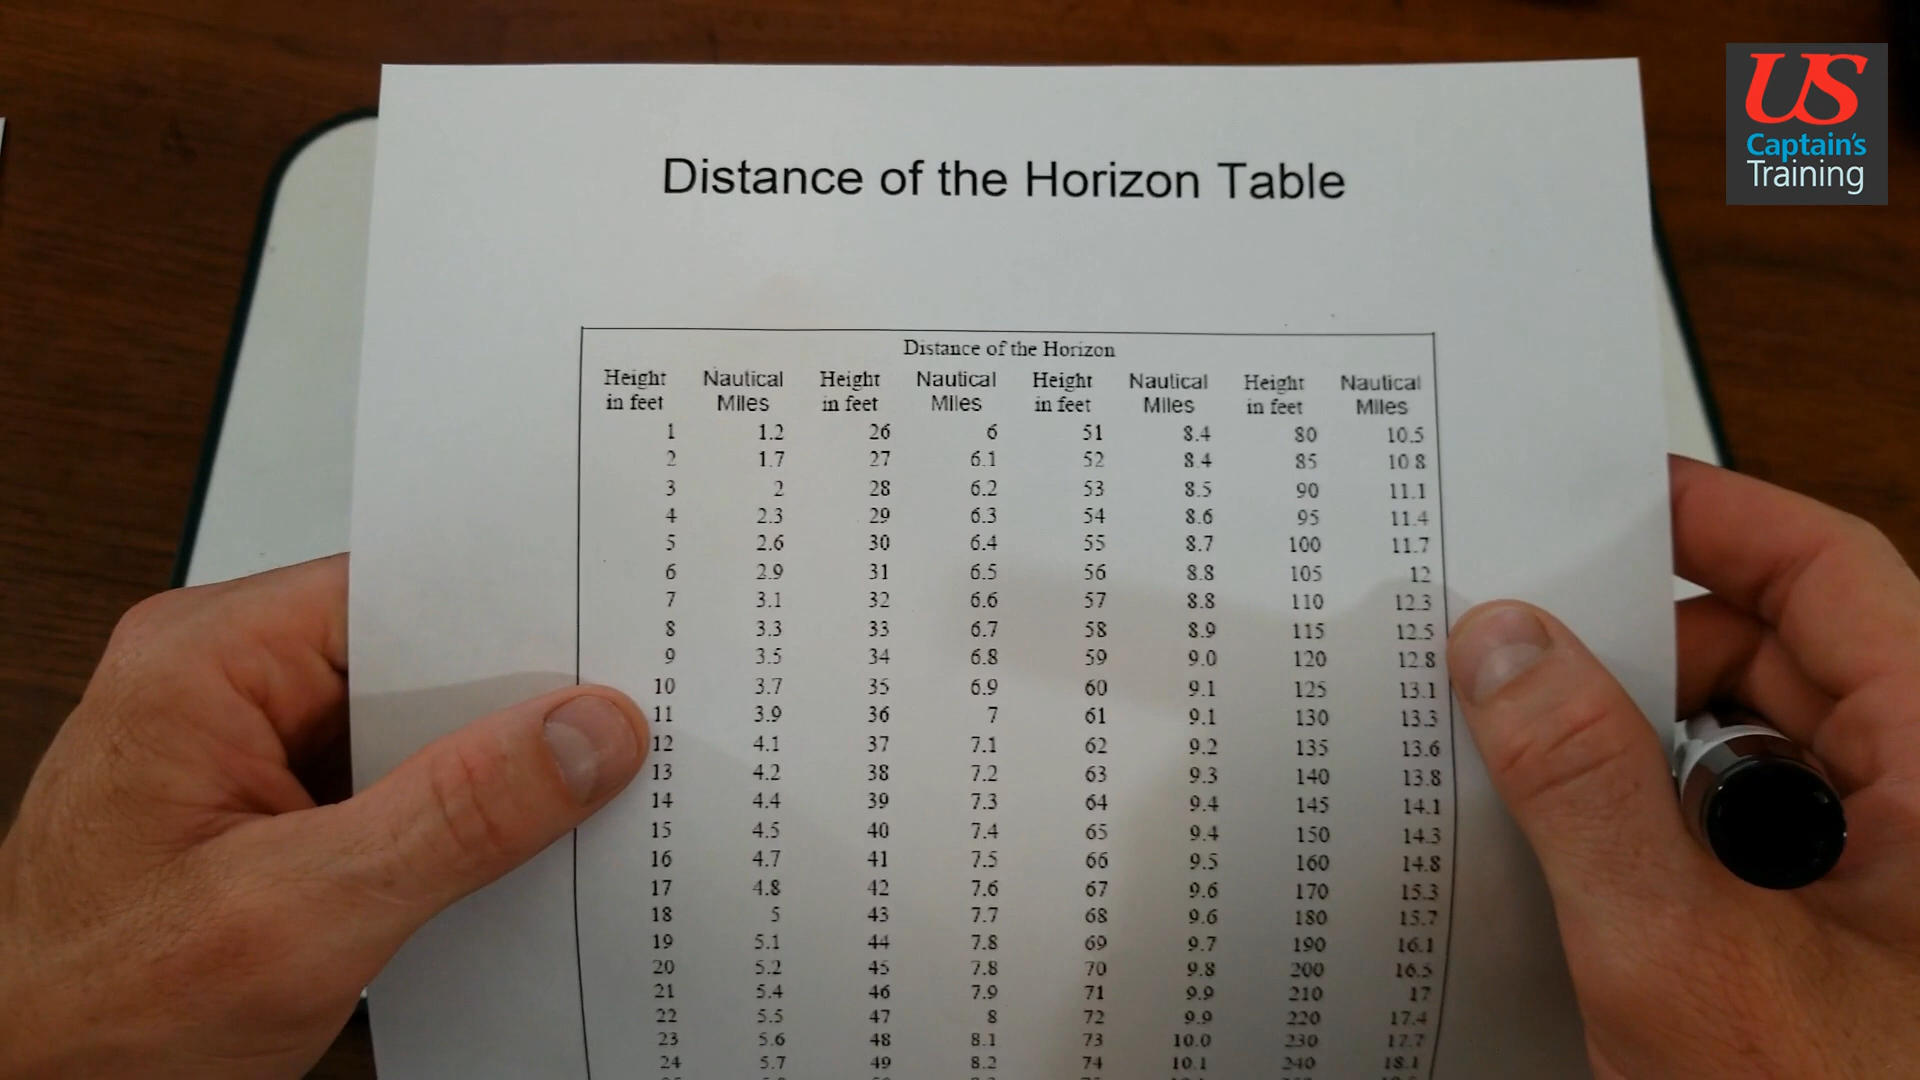 US
Captain's
Training
Distance of the Horizon Table
Distance of the Horizon
Height in feet Nautical Miles Height in feet Nautical Miles Height in feet Nautical Miles Height in feet Nautical Miles
1 1.2 26 6 51 8.4 80 10.5
2 1.7 27 6.1 52 8.4 85 10.8
3 2 28 6.2 53 8.5 90 11.1
4 2.3 29 6.3 54 8.6 95 11.4
5 2.6 30 6.4 55 8.7 100 11.7
6 2.9 31 6.5 56 8.8 105 12
7 3.1 32 6.6 57 8.8 110 12.3
8 3.3 33 6.7 58 8.9 115 12.5
9 3.5 34 6.8 59 9.0 120 12.8
10 3.7 35 6.9 60 9.1 125 13.1
11 3.9 36 7 61 9.1 130 13.3
12 4.1 37 7.1 62 9.2 135 13.6
13 4.2 38 7.2 63 9.3 140 13.8
14 4.4 39 7.3 64 9.4 145 14.1
15 4.5 40 7.4 65 9.4 150 14.3
16 4.7 41 7.5 66 9.5 160 14.8
17 4.8 42 7.6 67 9.6 170 15.3
18 5 43 7.7 68 9.6 180 15.7
19 5.1 44 7.8 69 9.7 190 16.1
20 5.2 45 7.8 70 9.8 200 16.5
21 5.4 46 7.9 71 9.9 210 17
22 5.5 47 8 72 9.9 220 17.4
23 5.6 48 8.1 73 10.0 230 17.7
24 5.7 49 8.2 74 10.1 240 18.1